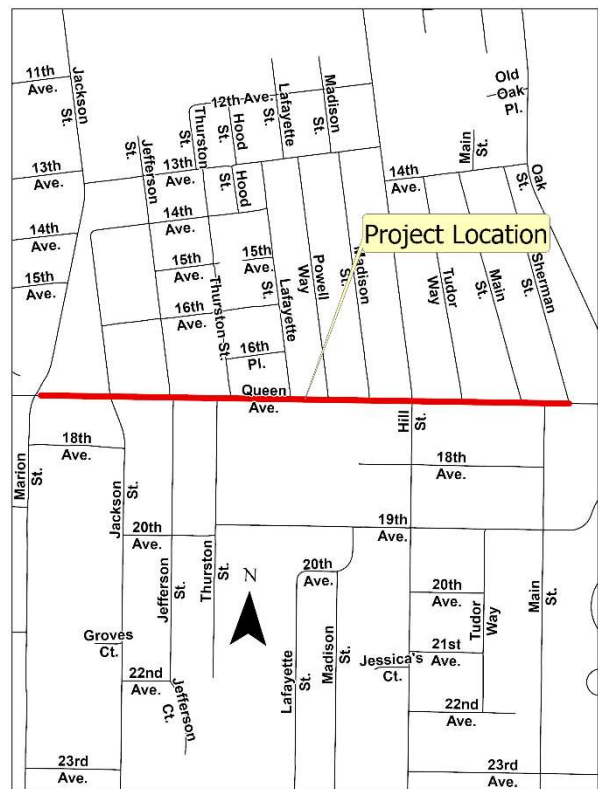 11th
Ave.
Jackson
St.
Jefferson
St.
Thurston
St.
Hood
St.
12th Ave.
Lafayette
St.
Madison
St.
Old
Oak
Pl.
Main
St.
Oak
St.
13th
Ave.
13th
Ave.
Hood
St.
14th
Ave.
14th
Ave.
14th
Ave.
Project Location
15th
Ave.
15th
Ave.
15th
Ave.
Lafayette
St.
Powell
Way
Madison
St.
Tudor
Way
Main
St.
Sherman
St.
16th
Ave.
Thurston
St.
16th
Pl.
Queen
Ave.
Hill
St.
18th
Ave.
18th
Ave.
Marion
St.
Jackson
St.
20th
Ave.
Jefferson
St.
Thurston
St.
19th
Ave.
N
20th
Ave.
20th
Ave.
Tudor
Way
Main
St.
Groves
Ct.
Lafayette
St.
Madison
St.
Jessica's
Ct.
21st
Ave.
22nd
Ave.
Jefferson
Ct.
22nd
Ave.
23rd
Ave.
23rd
Ave.